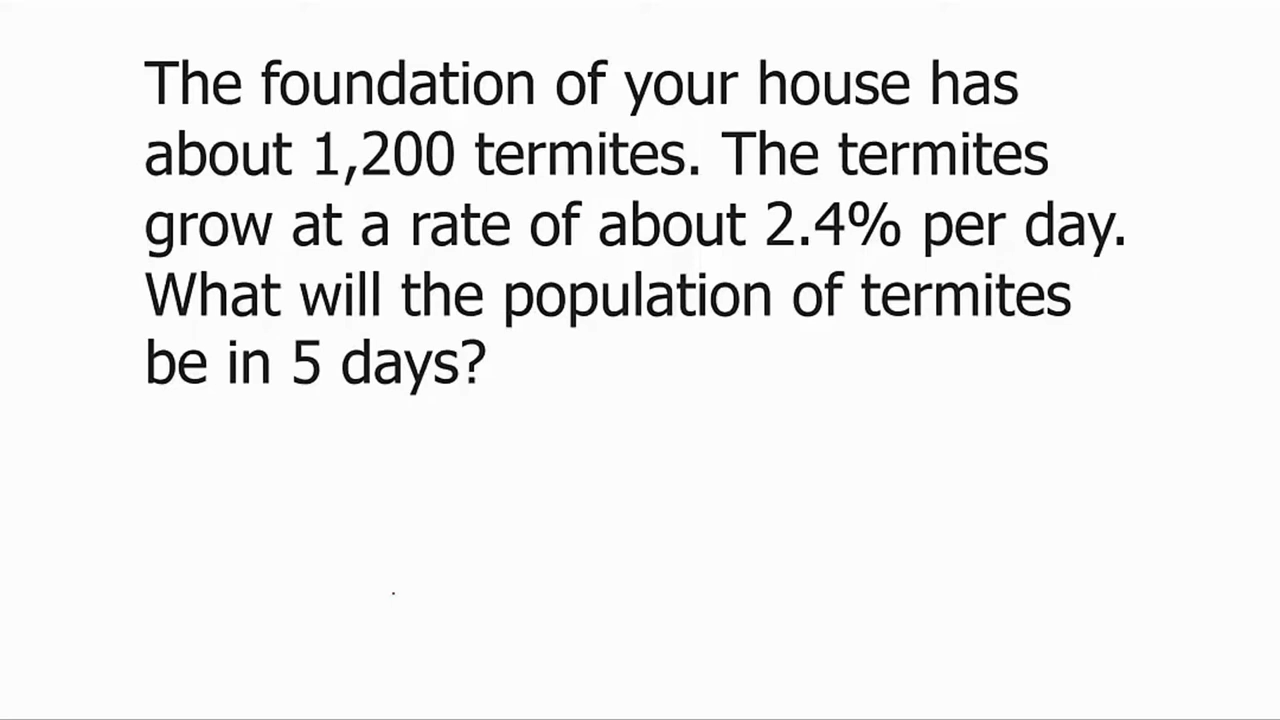 The foundation of your house has
about 1,200 termites. The termites
grow at a rate of about 2.4% per day.
What will the population of termites
be in 5 days?